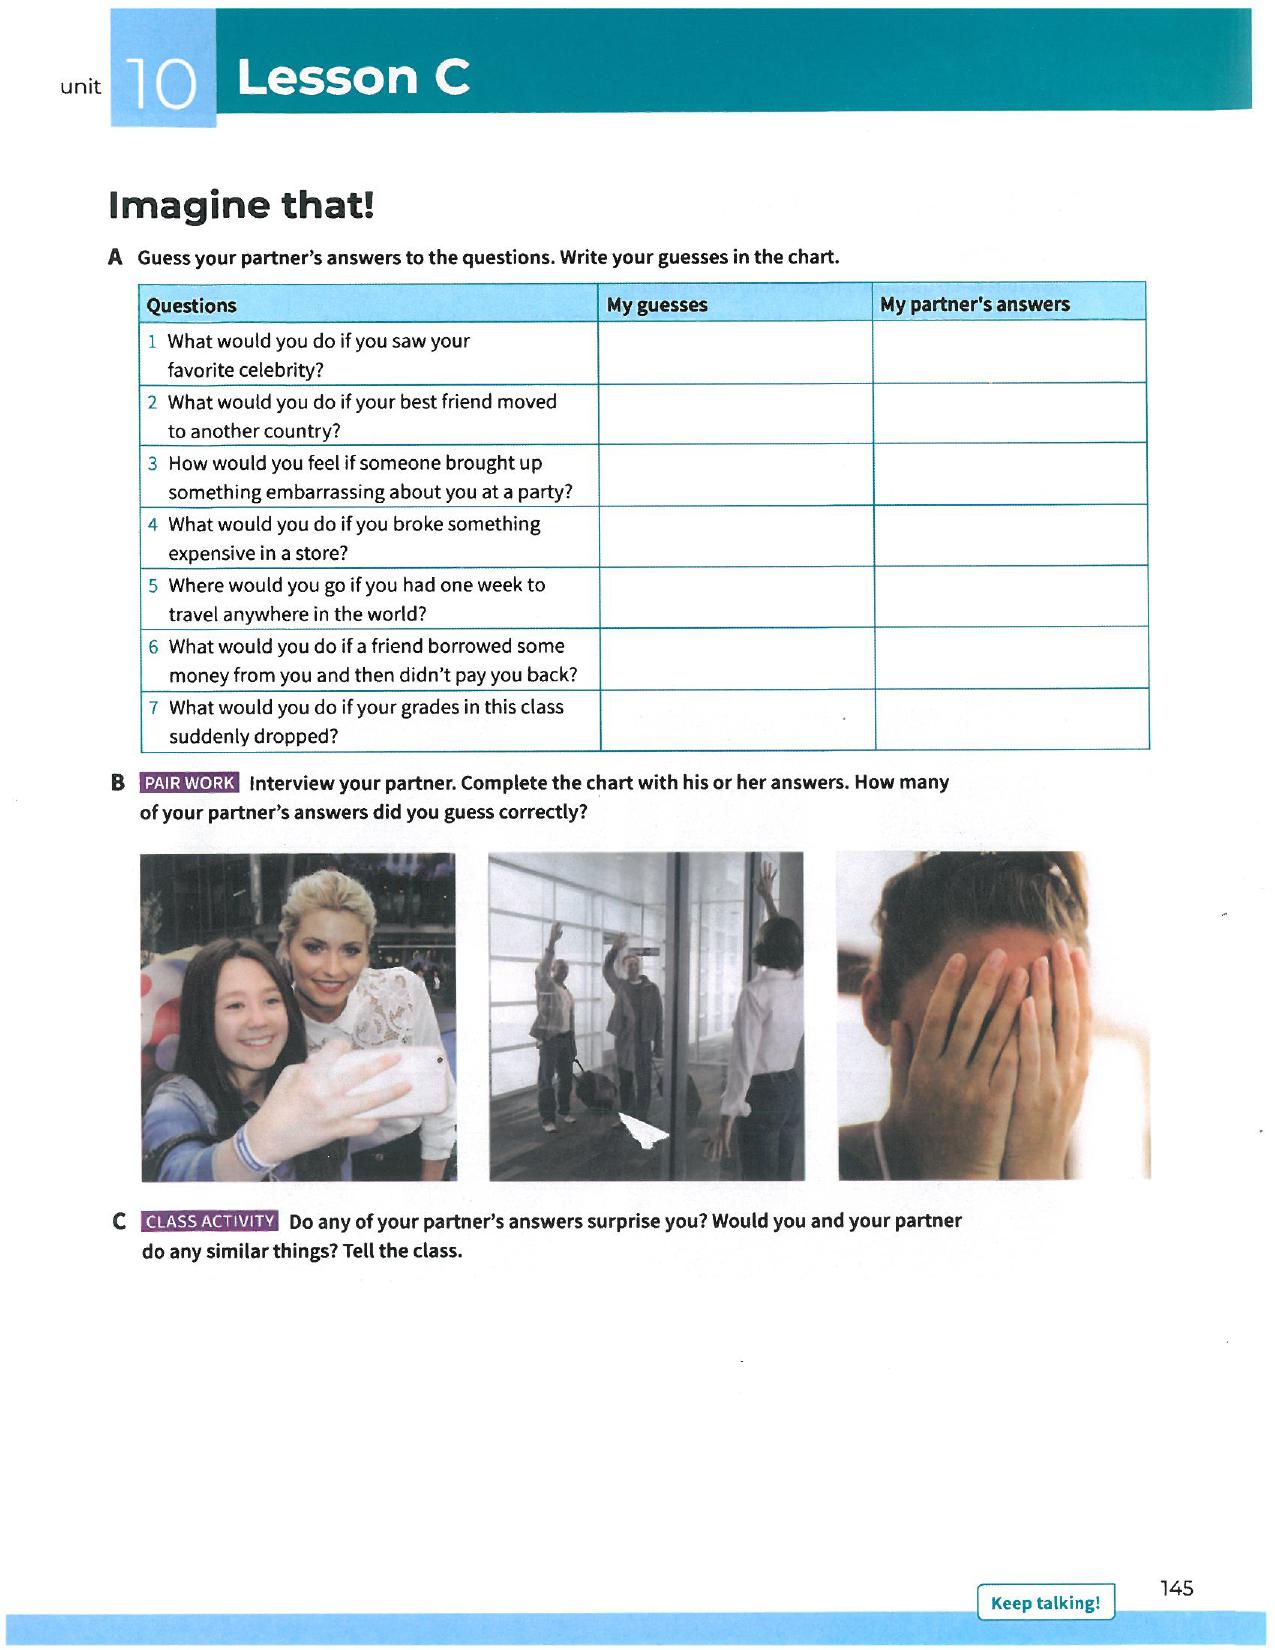 unit 10 Lesson C
Imagine that!
A Guess your partner's answers to the questions. Write your guesses in the chart.
Questions My guesses My partner's answers
1 What would you do if you saw your
favorite celebrity?
2 What would you do if your best friend moved
to another country?
3 How would you feel if someone brought up
something embarrassing about you at a party?
4 What would you do if you broke something
expensive in a store?
5 Where would you go if you had one week to
travel anywhere in the world?
6 What would you do if a friend borrowed some
money from you and then didn't pay you back?
7 What would you do if your grades in this class
suddenly dropped?
B PAIR WORK Interview your partner. Complete the chart with his or her answers. How many
of your partner's answers did you guess correctly?
C CLASS ACTIVITY Do any of your partner's answers surprise you? Would you and your partner
do any similar things? Tell the class.
Keep talking! 145